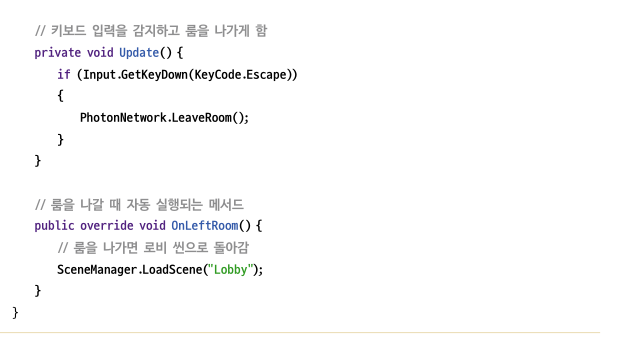 // 키보드 입력을 감지하고 룸을 나가게 함
private void Update() {
if (Input.GetKeyDown(KeyCode.Escape))
{
PhotonNetwork.LeaveRoom();
}
}
// 룸을 나갈 때 자동 실행되는 메서드
public override void OnLeftRoom() {
// 룸을 나가면 로비 씬으로 돌아감
SceneManager.LoadScene("Lobby");
}
}